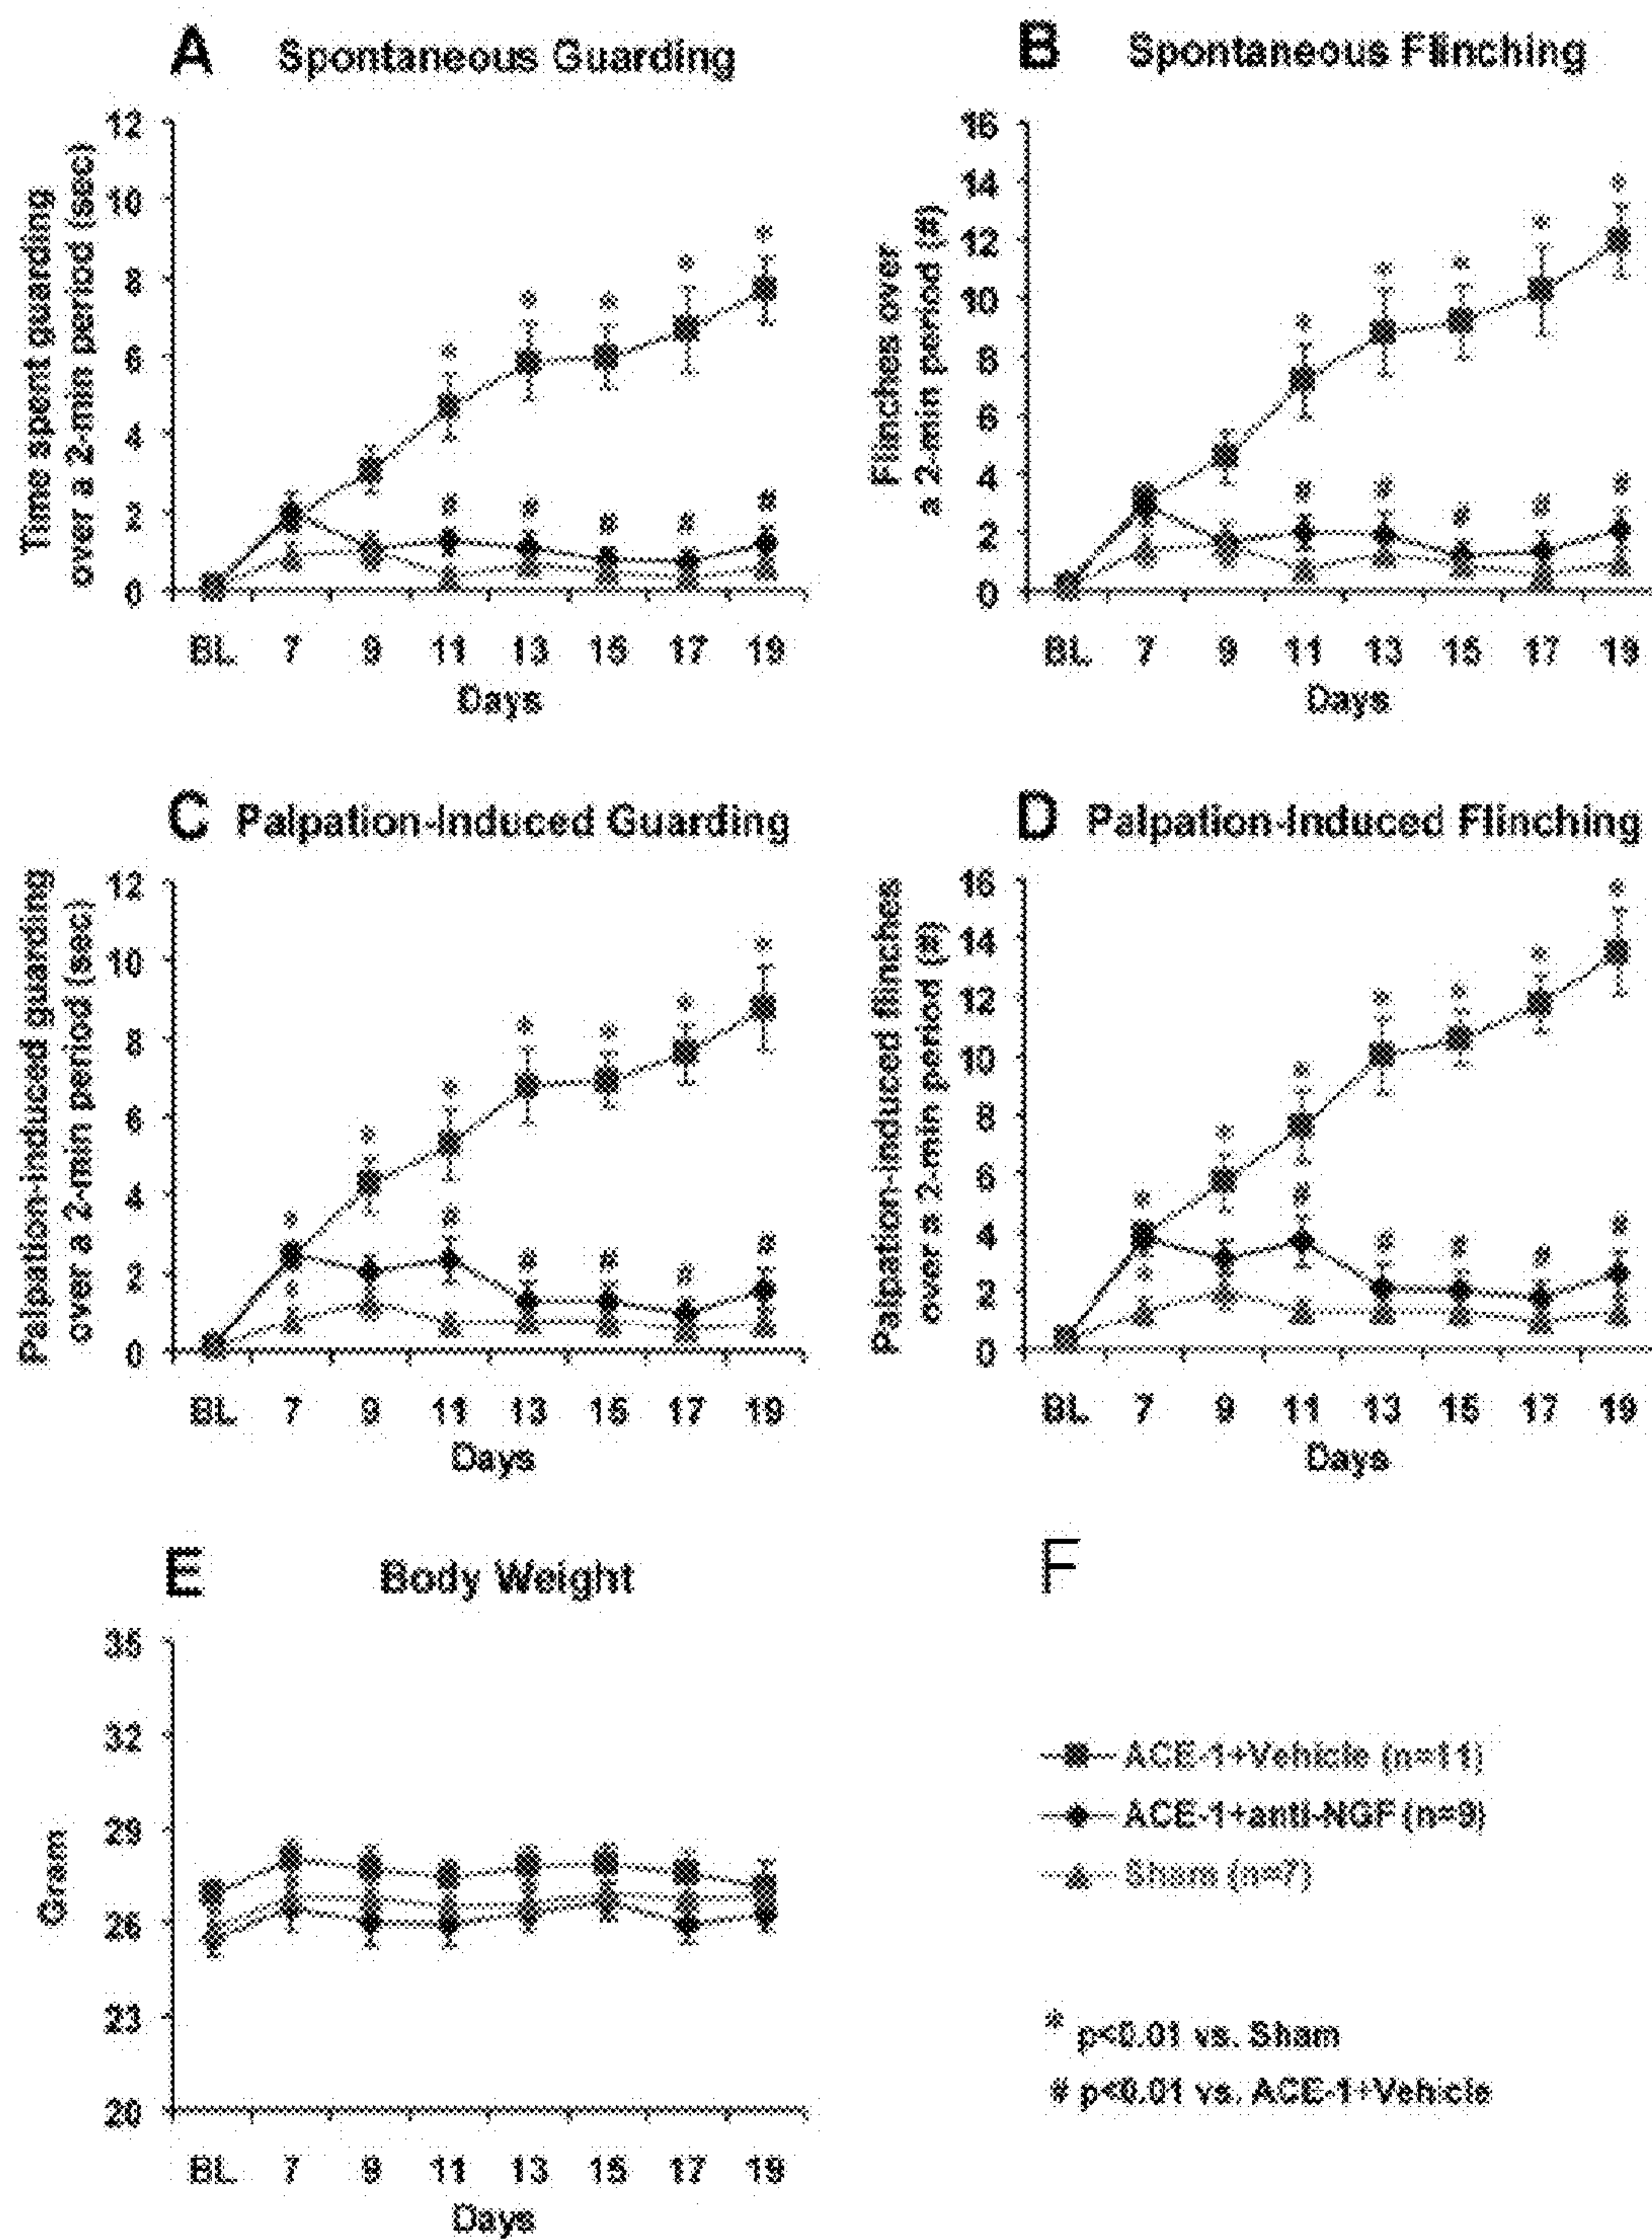 A Spontaneous Guarding
Time spent guarding
over a 2-min period (sec)
12
10
8
6
4
2
0
BL 7 9 11 13 15 17 19
Days
B Spontaneous Flinching
Flinches over
a 2-min period (#)
16
14
12
10
8
6
4
2
0
BL 7 9 11 13 15 17 19
Days
* * * * *
# # # # #
* * * * *
# # # # #
C Palpation-Induced Guarding
Palpation-induced guarding
over a 2-min period (sec)
12
10
8
6
4
2
0
BL 7 9 11 13 15 17 19
Days
D Palpation-Induced Flinching
Palpation-induced flinches
over a 2-min period (#)
16
14
12
10
8
6
4
2
0
BL 7 9 11 13 15 17 19
Days
* * * * * * *
# # # # #
* * * * * * *
# # # # #
E Body Weight
Gram
35
32
29
26
23
20
BL 7 9 11 13 15 17 19
Days
F
ACE-1+Vehicle (n=11)
ACE-1+anti-NGF (n=9)
Sham (n=7)
* p<0.01 vs. Sham
# p<0.01 vs. ACE-1+Vehicle